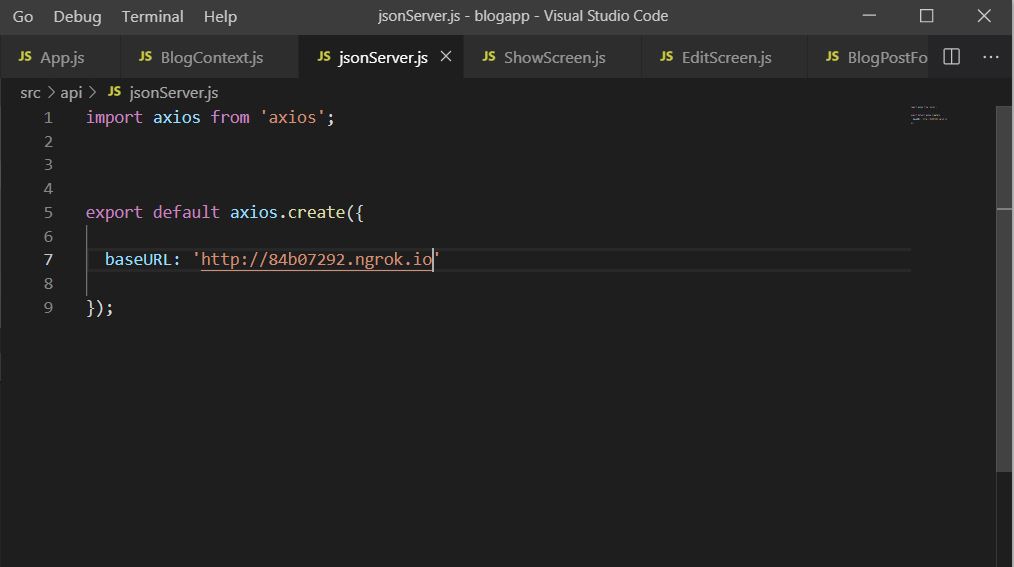 Go Debug Terminal Help jsonServer.js - blogapp - Visual Studio Code
JS App.js JS BlogContext.js JS jsonServer.js JS ShowScreen.js JS EditScreen.js JS BlogPostFo ...
src > api > JS jsonServer.js
1 import axios from 'axios';
2
3
4
5 export default axios.create({
6
7 baseURL: 'http://84b07292.ngrok.io'
8
9 });